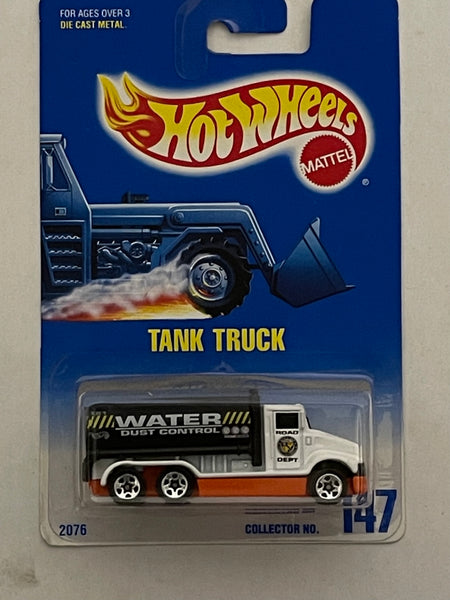 FOR AGES OVER 3
DIE CAST METAL.
HOT WHEELS
MATTEL
®
TANK TRUCK
WATER
DUST CONTROL
ROAD
DEPT
2076
COLLECTOR NO. 147